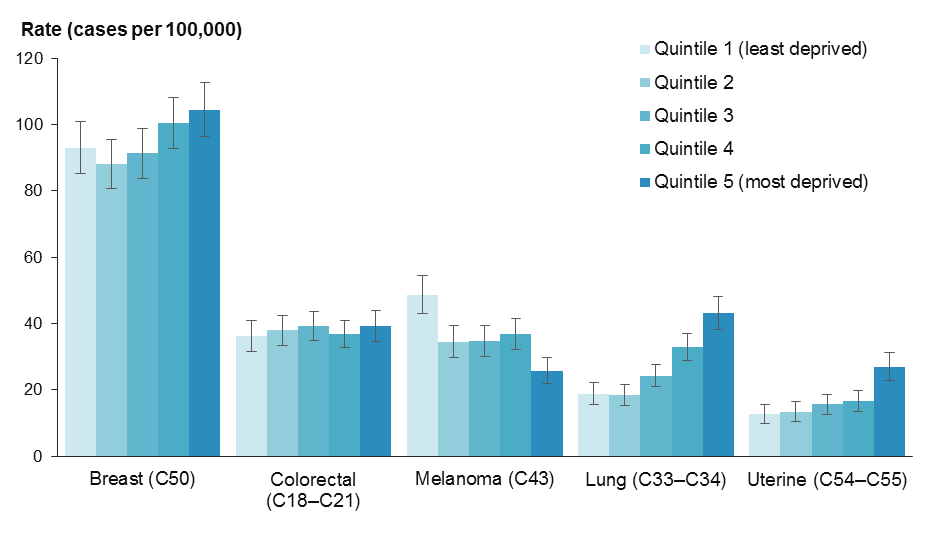 Rate (cases per 100,000)
120
100
80
60
40
20
0
Quintile 1 (least deprived)
Quintile 2
Quintile 3
Quintile 4
Quintile 5 (most deprived)
Breast (C50)
Colorectal
(C18–C21)
Melanoma (C43)
Lung (C33–C34)
Uterine (C54–C55)